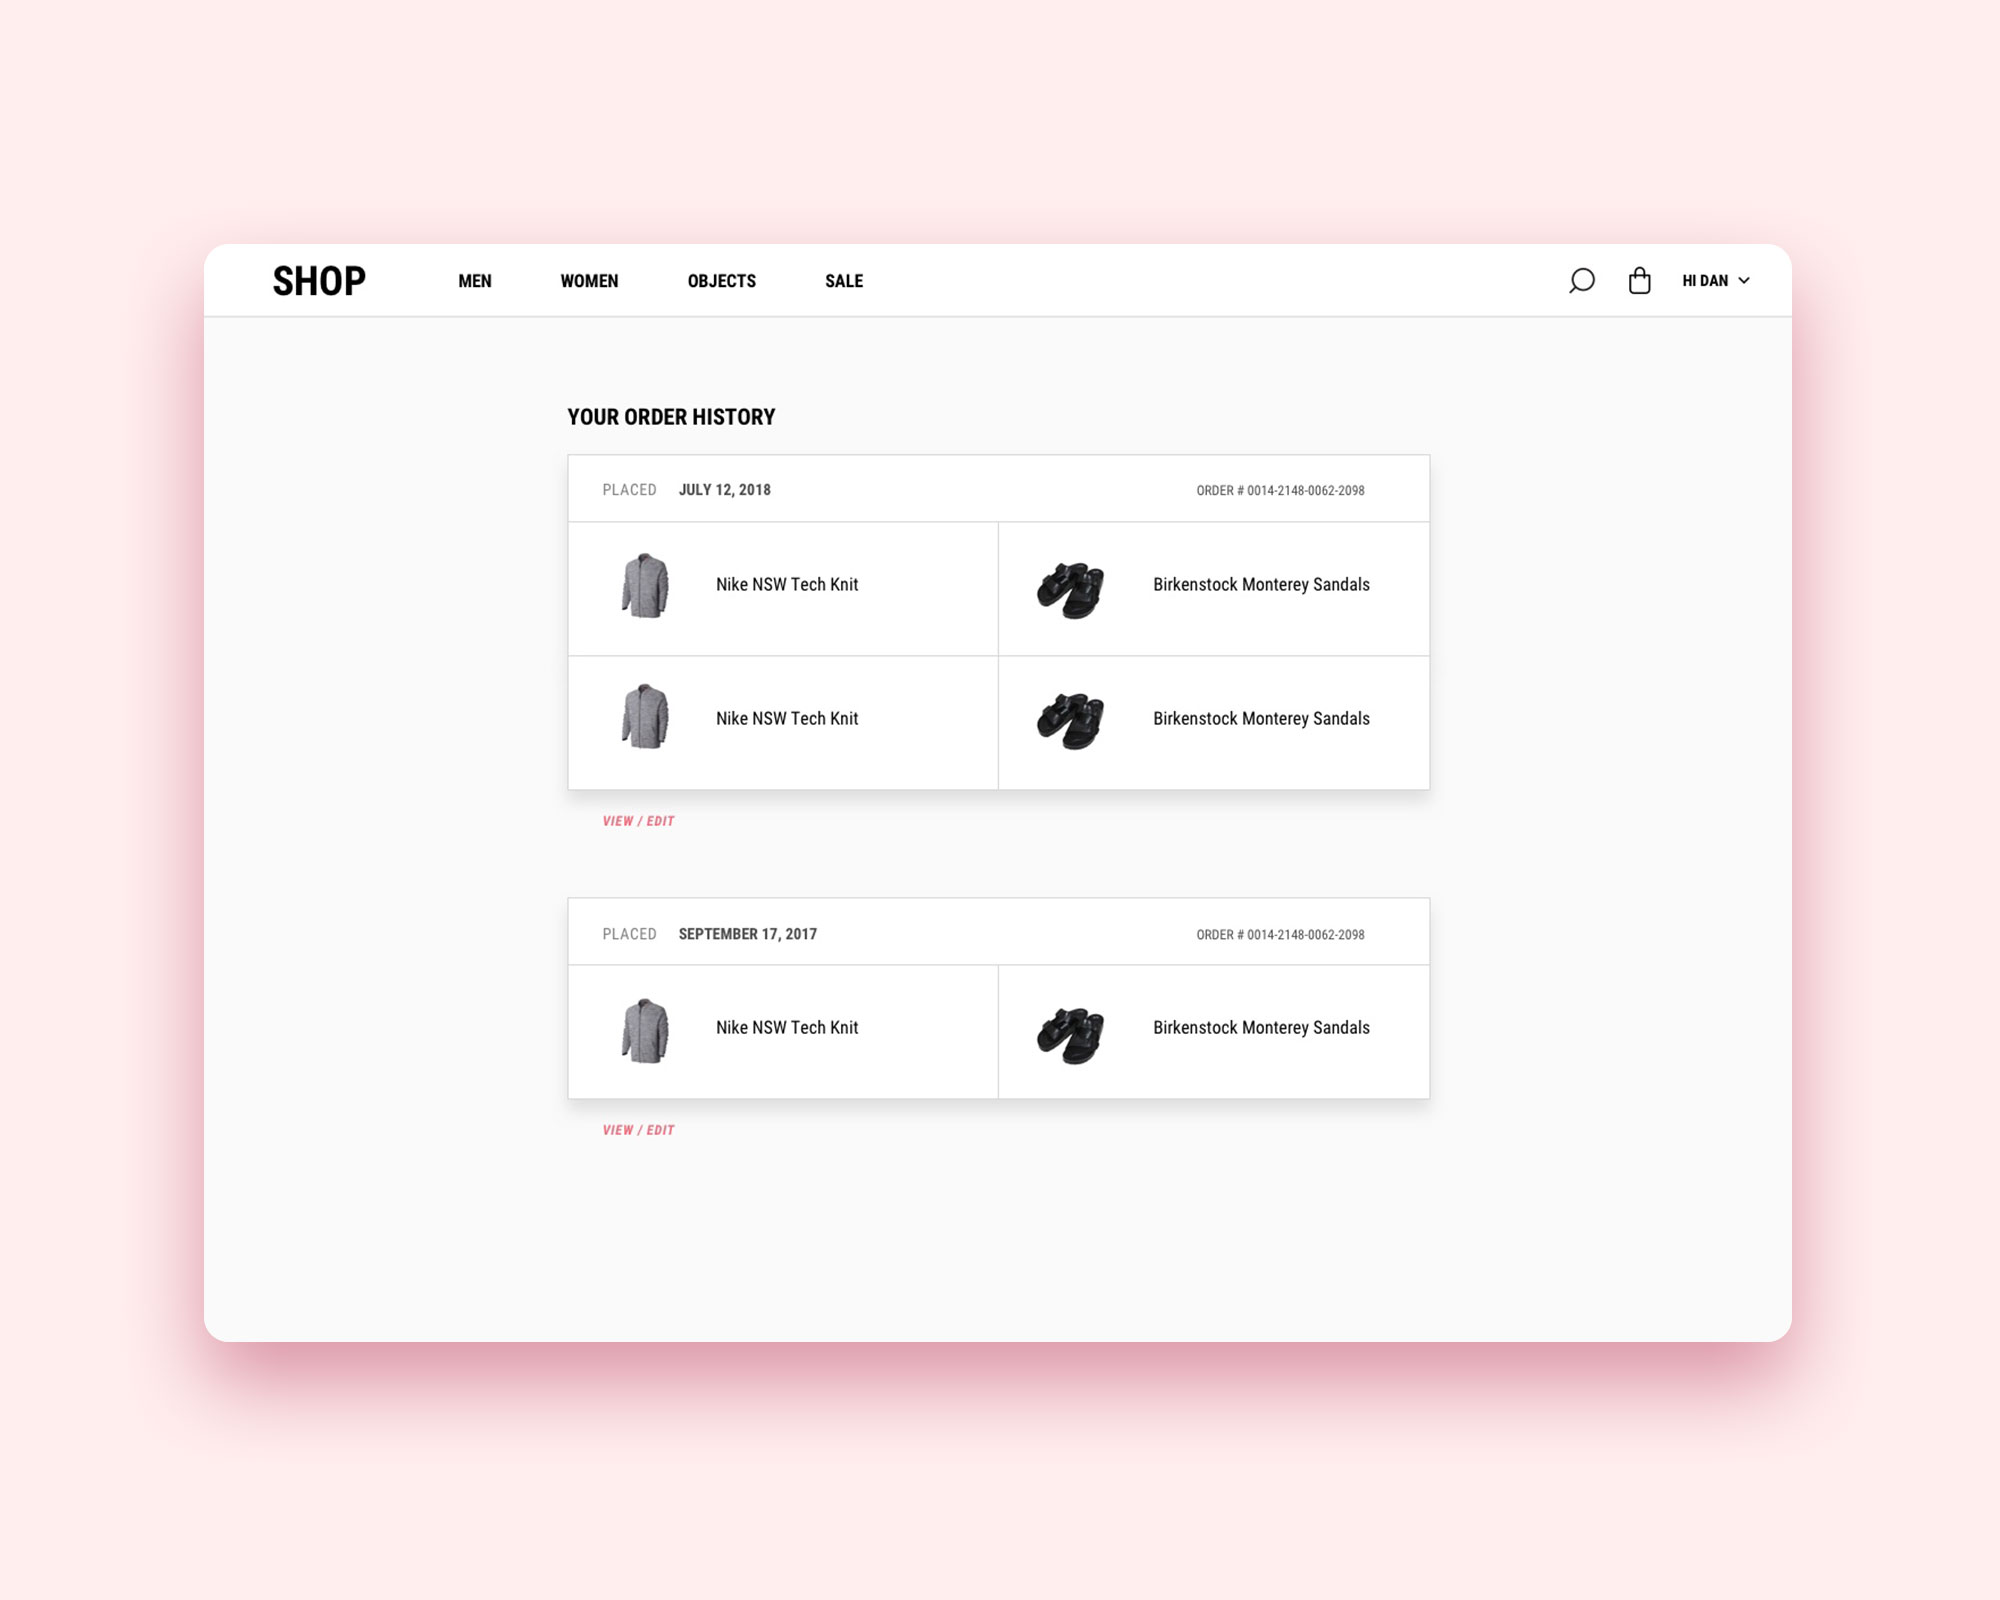 SHOP MEN WOMEN OBJECTS SALE HI DAN
YOUR ORDER HISTORY
PLACED JULY 12, 2018 ORDER # 0014-2148-0062-2098
Nike NSW Tech Knit Birkenstock Monterey Sandals
Nike NSW Tech Knit Birkenstock Monterey Sandals
VIEW / EDIT
PLACED SEPTEMBER 17, 2017 ORDER # 0014-2148-0062-2098
Nike NSW Tech Knit Birkenstock Monterey Sandals
VIEW / EDIT